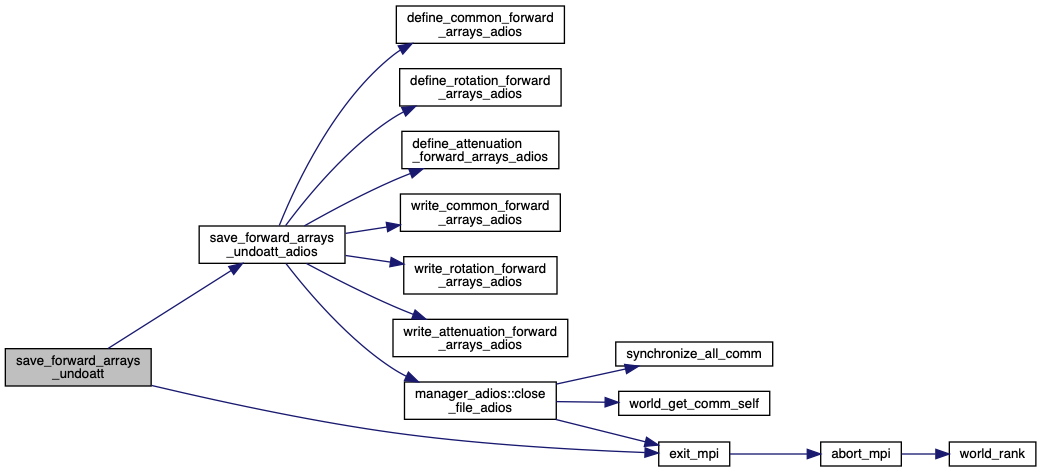 define_common_forward
_arrays_adios
define_rotation_forward
_arrays_adios
define_attenuation
_forward_arrays_adios
write_common_forward
_arrays_adios
save_forward_arrays
_undoatt_adios
write_rotation_forward
_arrays_adios
write_attenuation_forward
_arrays_adios
synchronize_all_comm
save_forward_arrays
_undoatt
manager_adios::close
_file_adios
world_get_comm_self
exit_mpi
abort_mpi
world_rank